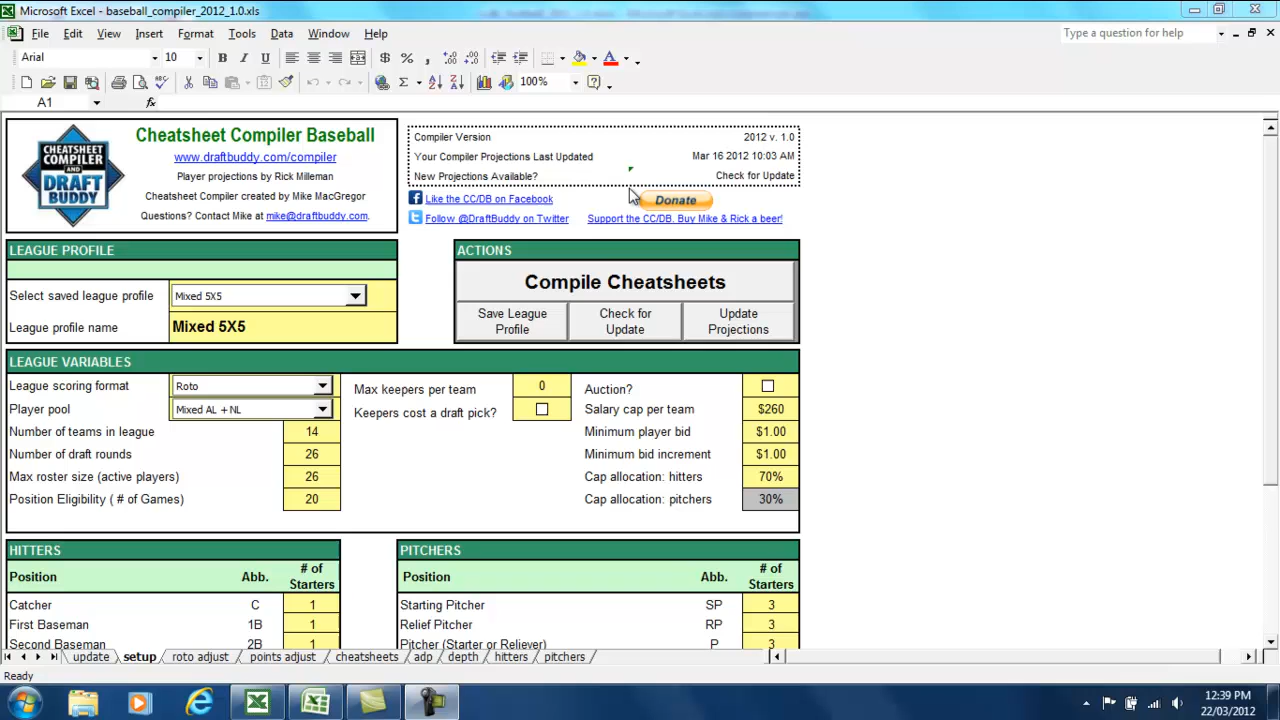 Microsoft Excel - baseball_compiler_2012_1.0.xls
File Edit View Insert Format Tools Data Window Help
Type a question for help
Arial 10 B I U $ % , 100%
A1 fx
CHEATSHEET COMPILER AND DRAFT BUDDY
Cheatsheet Compiler Baseball
www.draftbuddy.com/compiler
Player projections by Rick Milleman
Cheatsheet Compiler created by Mike MacGregor
Questions? Contact Mike at mike@draftbuddy.com.
Compiler Version 2012 v. 1.0
Your Compiler Projections Last Updated Mar 16 2012 10:03 AM
New Projections Available? Check for Update
Like the CC/DB on Facebook
Donate
Follow @DraftBuddy on Twitter
Support the CC/DB. Buy Mike & Rick a beer!
LEAGUE PROFILE
Select saved league profile Mixed 5X5
League profile name Mixed 5X5
ACTIONS
Compile Cheatsheets
Save League Profile
Check for Update
Update Projections
LEAGUE VARIABLES
League scoring format Roto Max keepers per team 0 Auction?
Player pool Mixed AL + NL Keepers cost a draft pick? Salary cap per team $260
Number of teams in league 14 Minimum player bid $1.00
Number of draft rounds 26 Minimum bid increment $1.00
Max roster size (active players) 26 Cap allocation: hitters 70%
Position Eligibility ( # of Games) 20 Cap allocation: pitchers 30%
HITTERS
Position Abb. # of Starters
Catcher C 1
First Baseman 1B 1
Second Baseman 2B 1
PITCHERS
Position Abb. # of Starters
Starting Pitcher SP 3
Relief Pitcher RP 3
Pitcher (Starter or Reliever) P 3
update setup roto adjust points adjust cheatsheets adp depth hitters pitchers
Ready
12:39 PM
22/03/2012